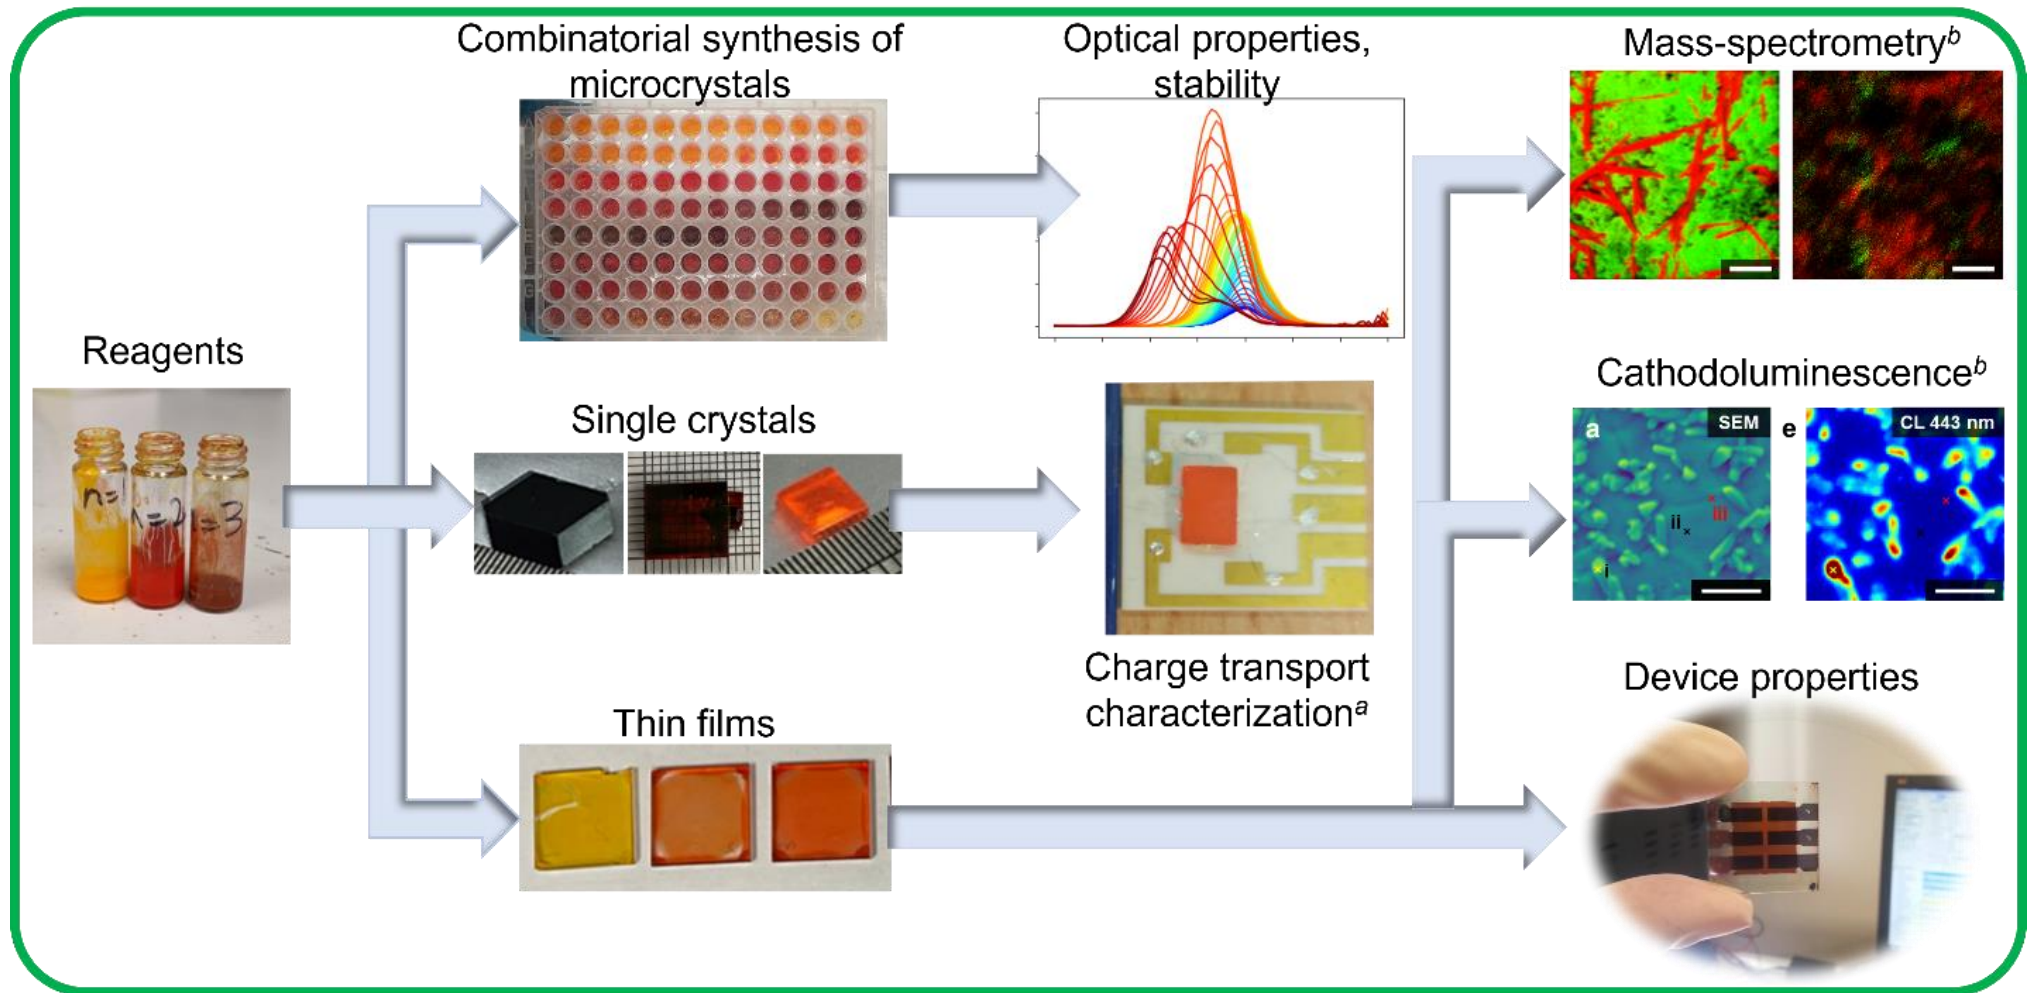 Combinatorial synthesis of
microcrystals
Optical properties,
stability
Mass-spectrometry^b
Reagents
n=1
n=2
n=3
Single crystals
Cathodoluminescence^b
a
SEM
i
ii
iii
e
CL 443 nm
Charge transport
characterization^a
Thin films
Device properties